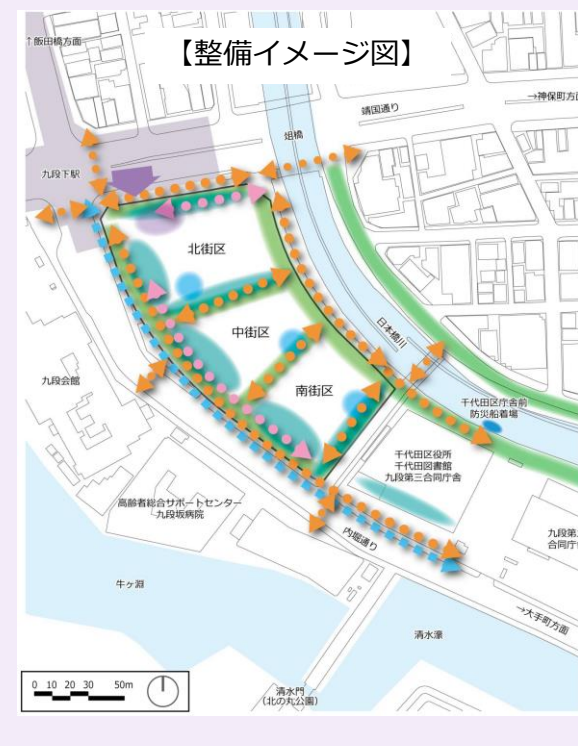 【整備イメージ図】
↑飯田橋方面
→神保町方面
靖国通り
俎橋
九段下駅
北街区
日本橋川
中街区
九段会館
南街区
千代田区庁舎前
防災船着場
千代田区役所
千代田図書館
九段第三合同庁舎
高齢者総合サポートセンター
九段坂病院
内堀通り
九段第
合同庁
牛ヶ淵
→大手町方面
清水濠
0 10 20 30 50m
清水門
(北の丸公園)